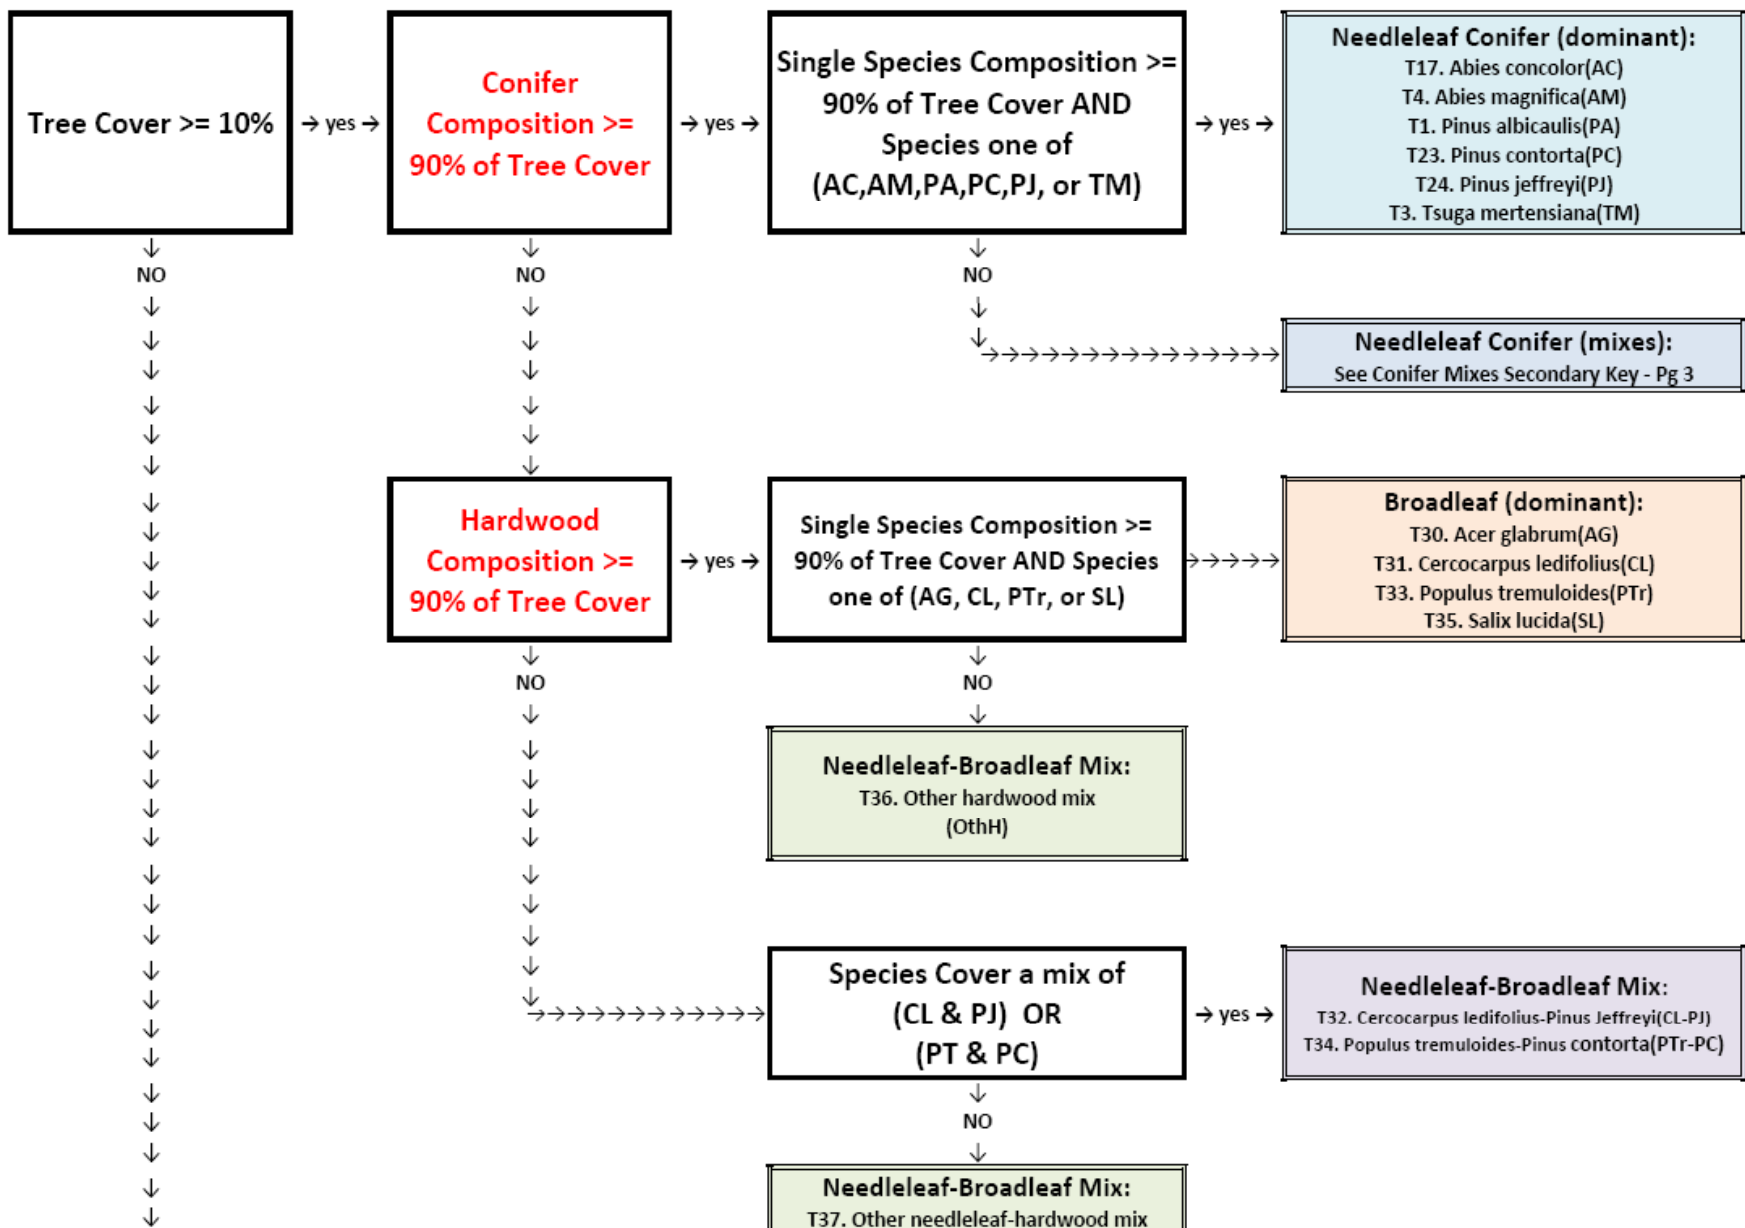 Tree Cover >= 10%
→ yes →
Conifer
Composition >=
90% of Tree Cover
→ yes →
Single Species Composition >=
90% of Tree Cover AND
Species one of
(AC,AM,PA,PC,PJ, or TM)
→ yes →
Needleleaf Conifer (dominant):
T17. Abies concolor(AC)
T4. Abies magnifica(AM)
T1. Pinus albicaulis(PA)
T23. Pinus contorta(PC)
T24. Pinus jeffreyi(PJ)
T3. Tsuga mertensiana(TM)
NO
NO
NO
Needleleaf Conifer (mixes):
See Conifer Mixes Secondary Key - Pg 3
Hardwood
Composition >=
90% of Tree Cover
→ yes →
Single Species Composition >=
90% of Tree Cover AND Species
one of (AG, CL, PTr, or SL)
Broadleaf (dominant):
T30. Acer glabrum(AG)
T31. Cercocarpus ledifolius(CL)
T33. Populus tremuloides(PTr)
T35. Salix lucida(SL)
NO
NO
Needleleaf-Broadleaf Mix:
T36. Other hardwood mix
(OthH)
Species Cover a mix of
(CL & PJ) OR
(PT & PC)
→ yes →
Needleleaf-Broadleaf Mix:
T32. Cercocarpus ledifolius-Pinus Jeffreyi(CL-PJ)
T34. Populus tremuloides-Pinus contorta(PTr-PC)
NO
Needleleaf-Broadleaf Mix:
T37. Other needleleaf-hardwood mix